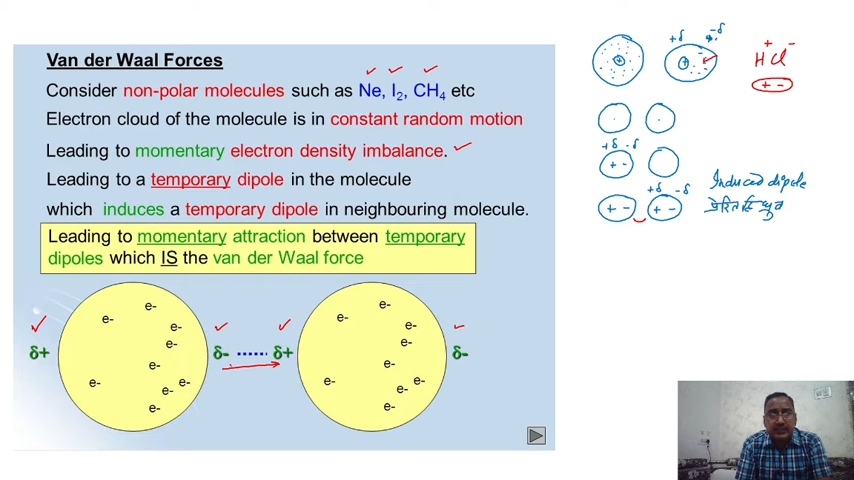 Van der Waal Forces
Consider non-polar molecules such as Ne, I2, CH4 etc
Electron cloud of the molecule is in constant random motion
Leading to momentary electron density imbalance.
Leading to a temporary dipole in the molecule
which induces a temporary dipole in neighbouring molecule.
Leading to momentary attraction between temporary
dipoles which IS the van der Waal force
δ+ δ- ...... δ+ δ-
e- e- e- e- e- e- e- e- e-
e- e- e- e- e- e- e- e- e-
+ +δ + -δ
+ -
HCl
+ -
+δ -δ
+ -
+δ -δ
+ - + -
Induced dipole
प्रेरित द्विध्रुव